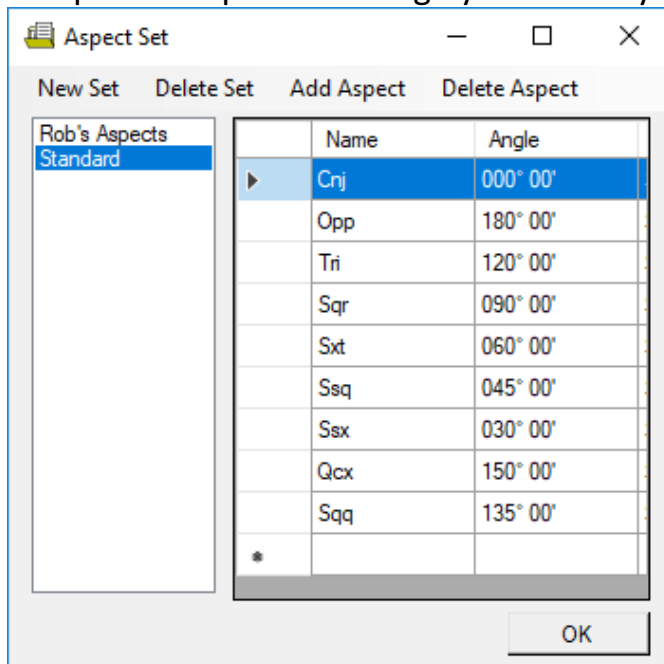 Aspect Set
New Set Delete Set Add Aspect Delete Aspect
Rob's Aspects
Standard
Name Angle
Cnj 000° 00'
Opp 180° 00'
Tri 120° 00'
Sqr 090° 00'
Sxt 060° 00'
Ssq 045° 00'
Ssx 030° 00'
Qcx 150° 00'
Sqq 135° 00'
OK